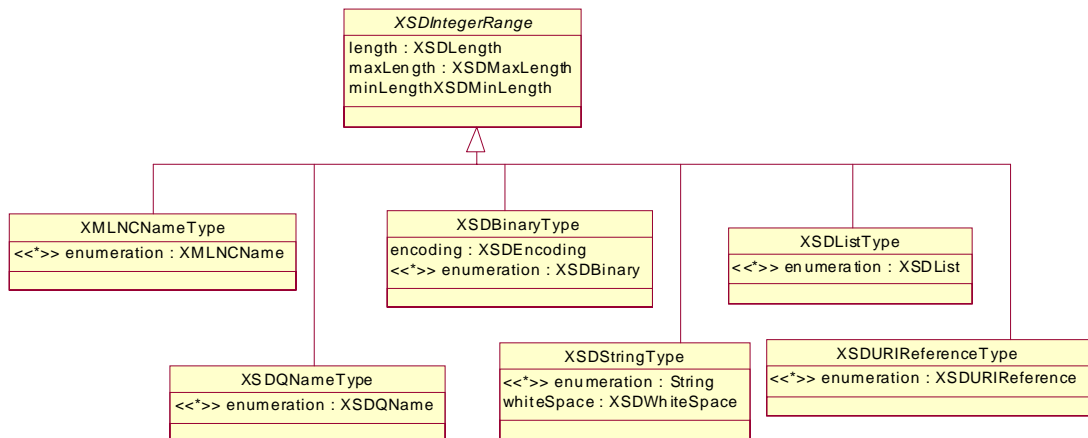 XSDIntegerRange
length : XSDLength
maxLength : XSDMaxLength
minLengthXSDMinLength
XMLNCNameType
<<*>> enumeration : XMLNCName
XSDBinaryType
encoding : XSDEncoding
<<*>> enumeration : XSDBinary
XSDListType
<<*>> enumeration : XSDList
XSDQNameType
<<*>> enumeration : XSDQName
XSDStringType
<<*>> enumeration : String
whiteSpace : XSDWhiteSpace
XSDURIReferenceType
<<*>> enumeration : XSDURIReference